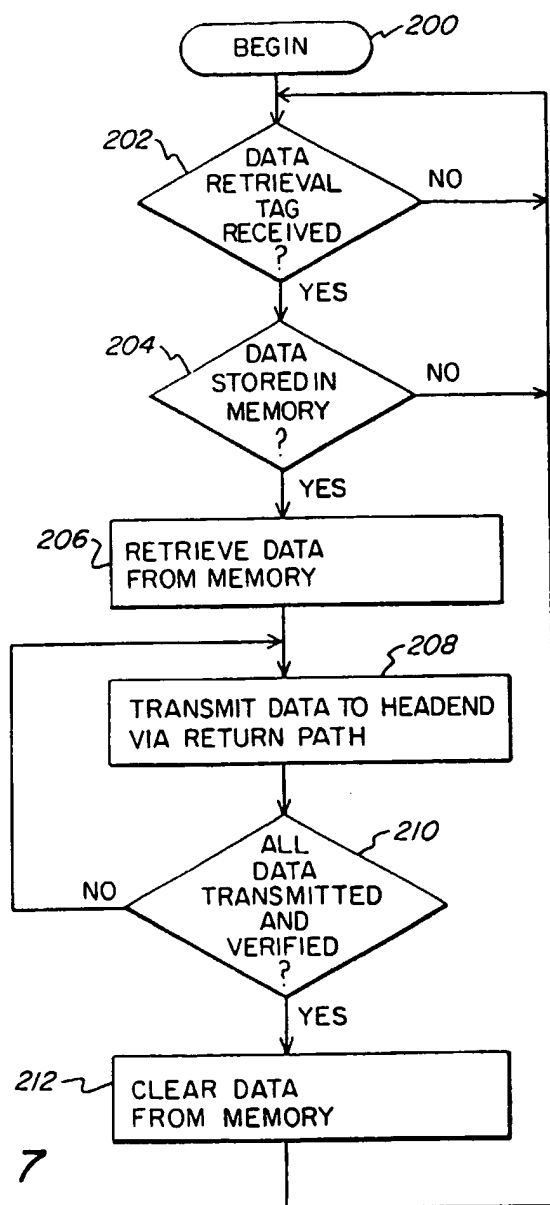 BEGIN
200
202
DATA
RETRIEVAL
TAG
RECEIVED
?
NO
YES
204
DATA
STORED IN
MEMORY
?
NO
YES
206
RETRIEVE DATA
FROM MEMORY
208
TRANSMIT DATA TO HEADEND
VIA RETURN PATH
210
ALL
DATA
TRANSMITTED
AND
VERIFIED
?
NO
YES
212
CLEAR DATA
FROM MEMORY
7